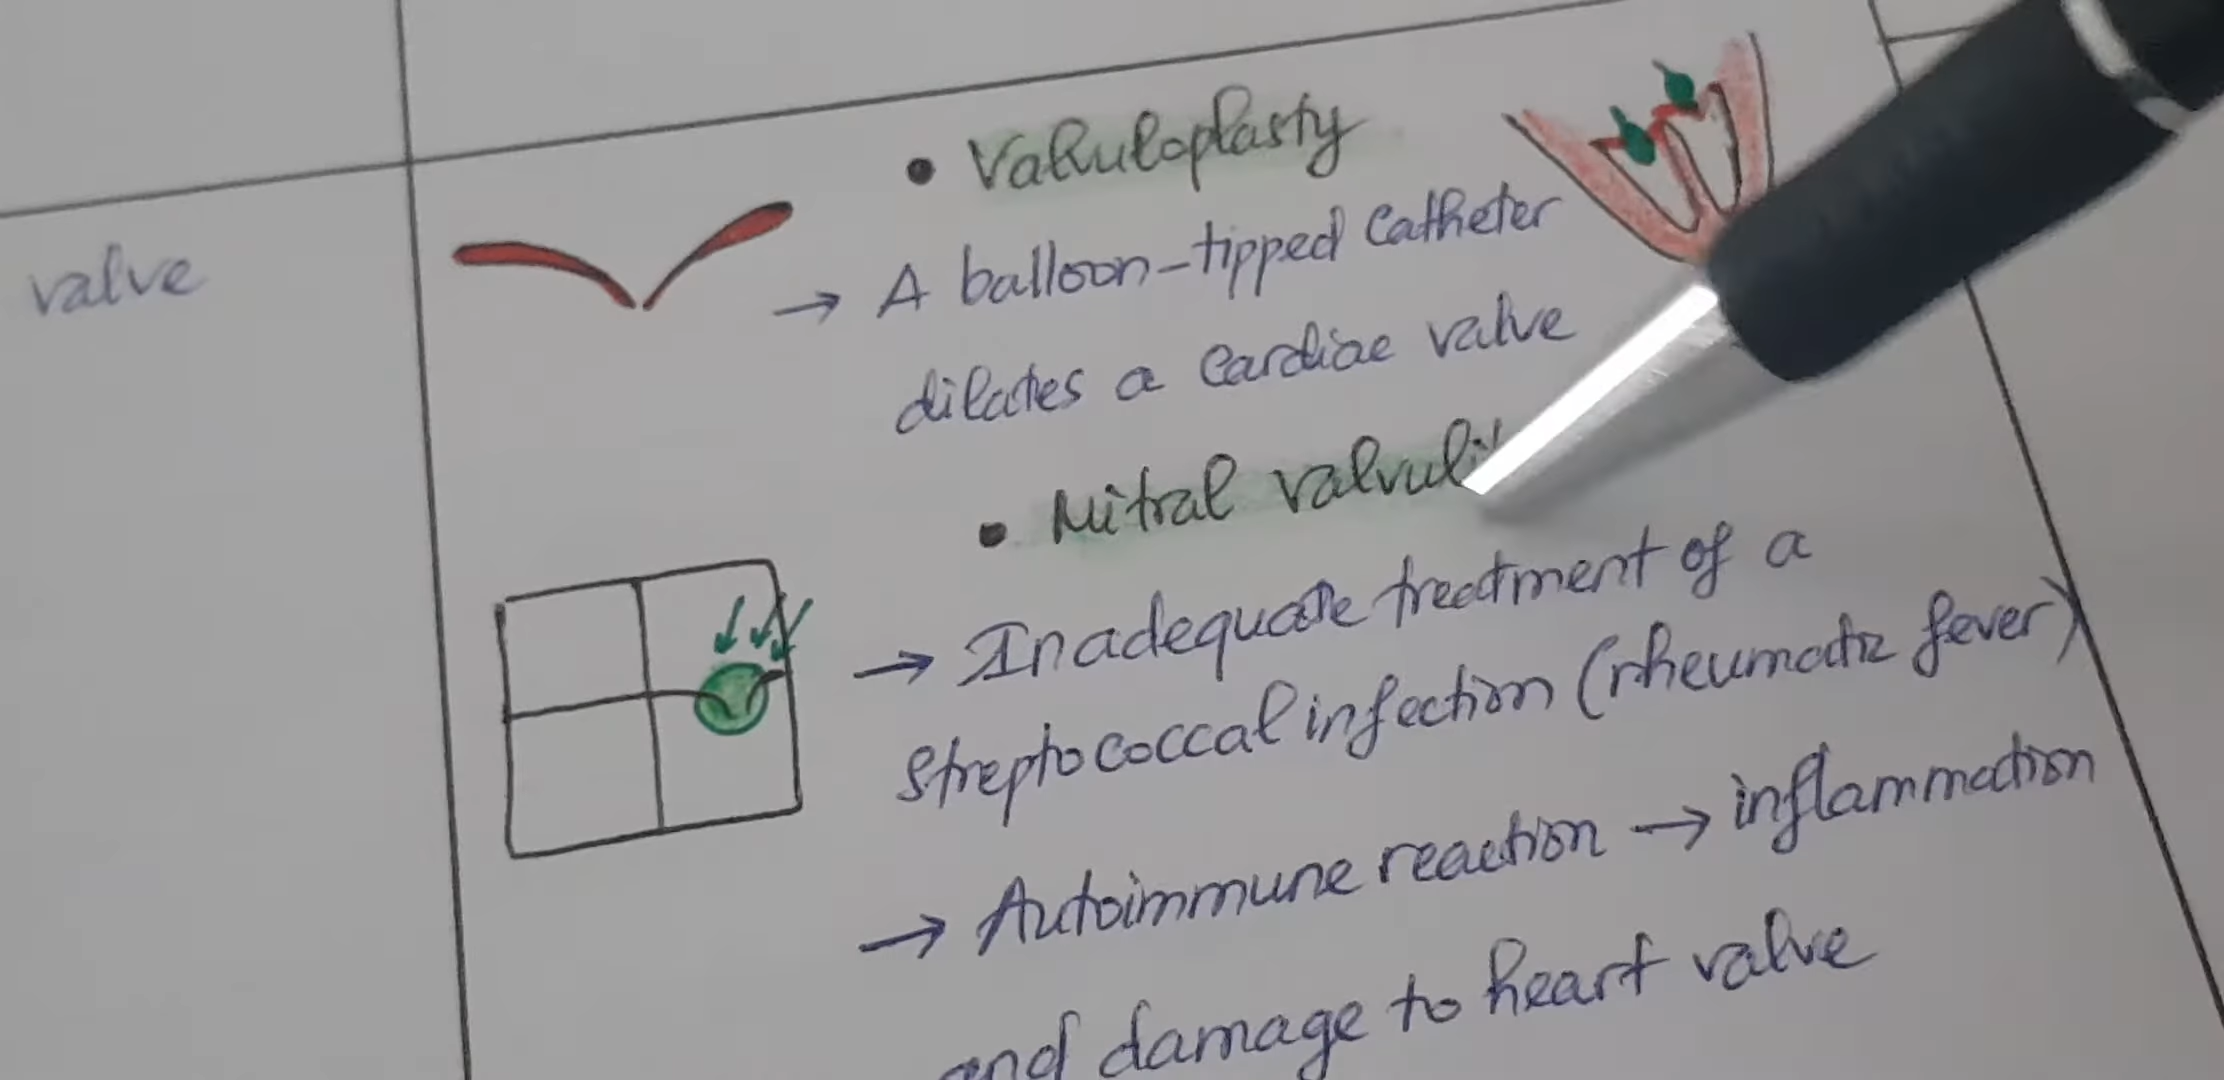 valve
• Valvuloplasty
→ A balloon-tipped catheter
dilates a cardiac valve
• Mitral
→ Inadequate treatment of a
streptococcal infection (rheumatic fever)
→ Autoimmune reaction → inflammation
and damage to heart valve